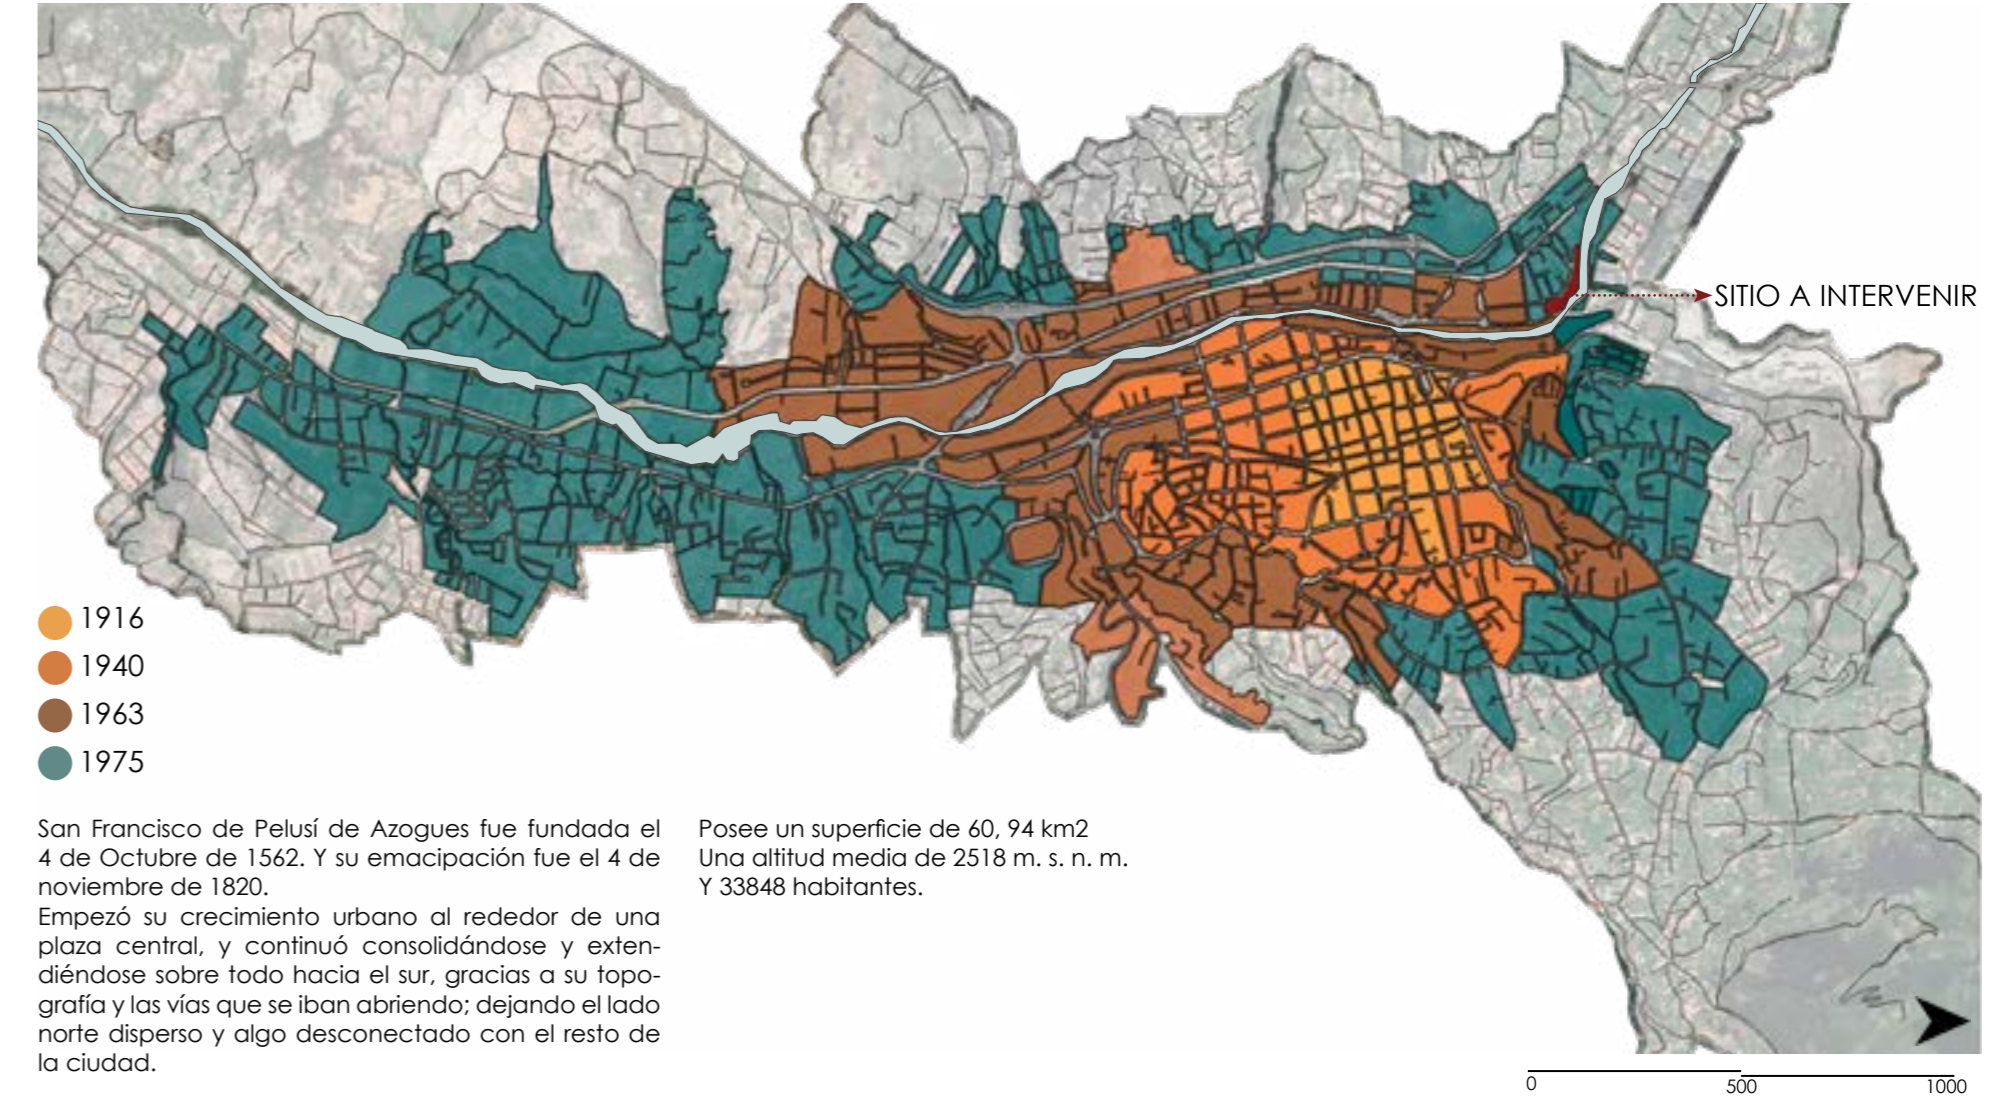 SITIO A INTERVENIR
1916
1940
1963
1975
San Francisco de Pelusí de Azogues fue fundada el
4 de Octubre de 1562. Y su emacipación fue el 4 de
noviembre de 1820.
Empezó su crecimiento urbano al rededor de una
plaza central, y continuó consolidándose y exten-
diéndose sobre todo hacia el sur, gracias a su topo-
grafía y las vías que se iban abriendo; dejando el lado
norte disperso y algo desconectado con el resto de
la ciudad.
Posee un superficie de 60, 94 km2
Una altitud media de 2518 m. s. n. m.
Y 33848 habitantes.
0 500 1000